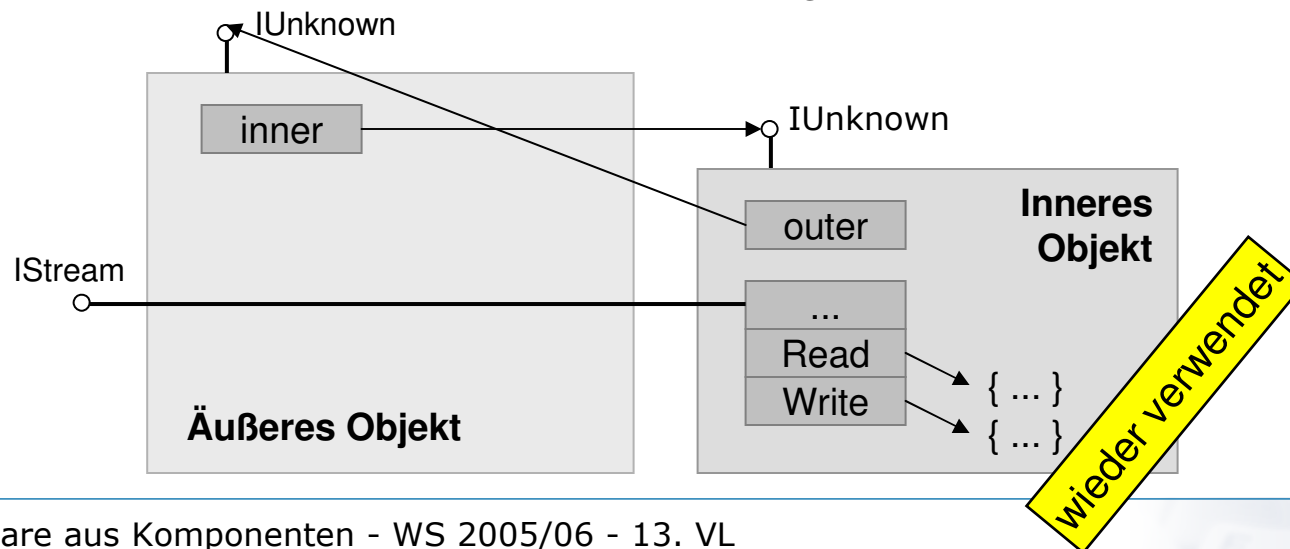 IUnknown
inner
IUnknown
outer
Inneres
Objekt
IStream
...
Read
{ ... }
Write
{ ... }
Äußeres Objekt
wieder verwendet
are aus Komponenten - WS 2005/06 - 13. VL